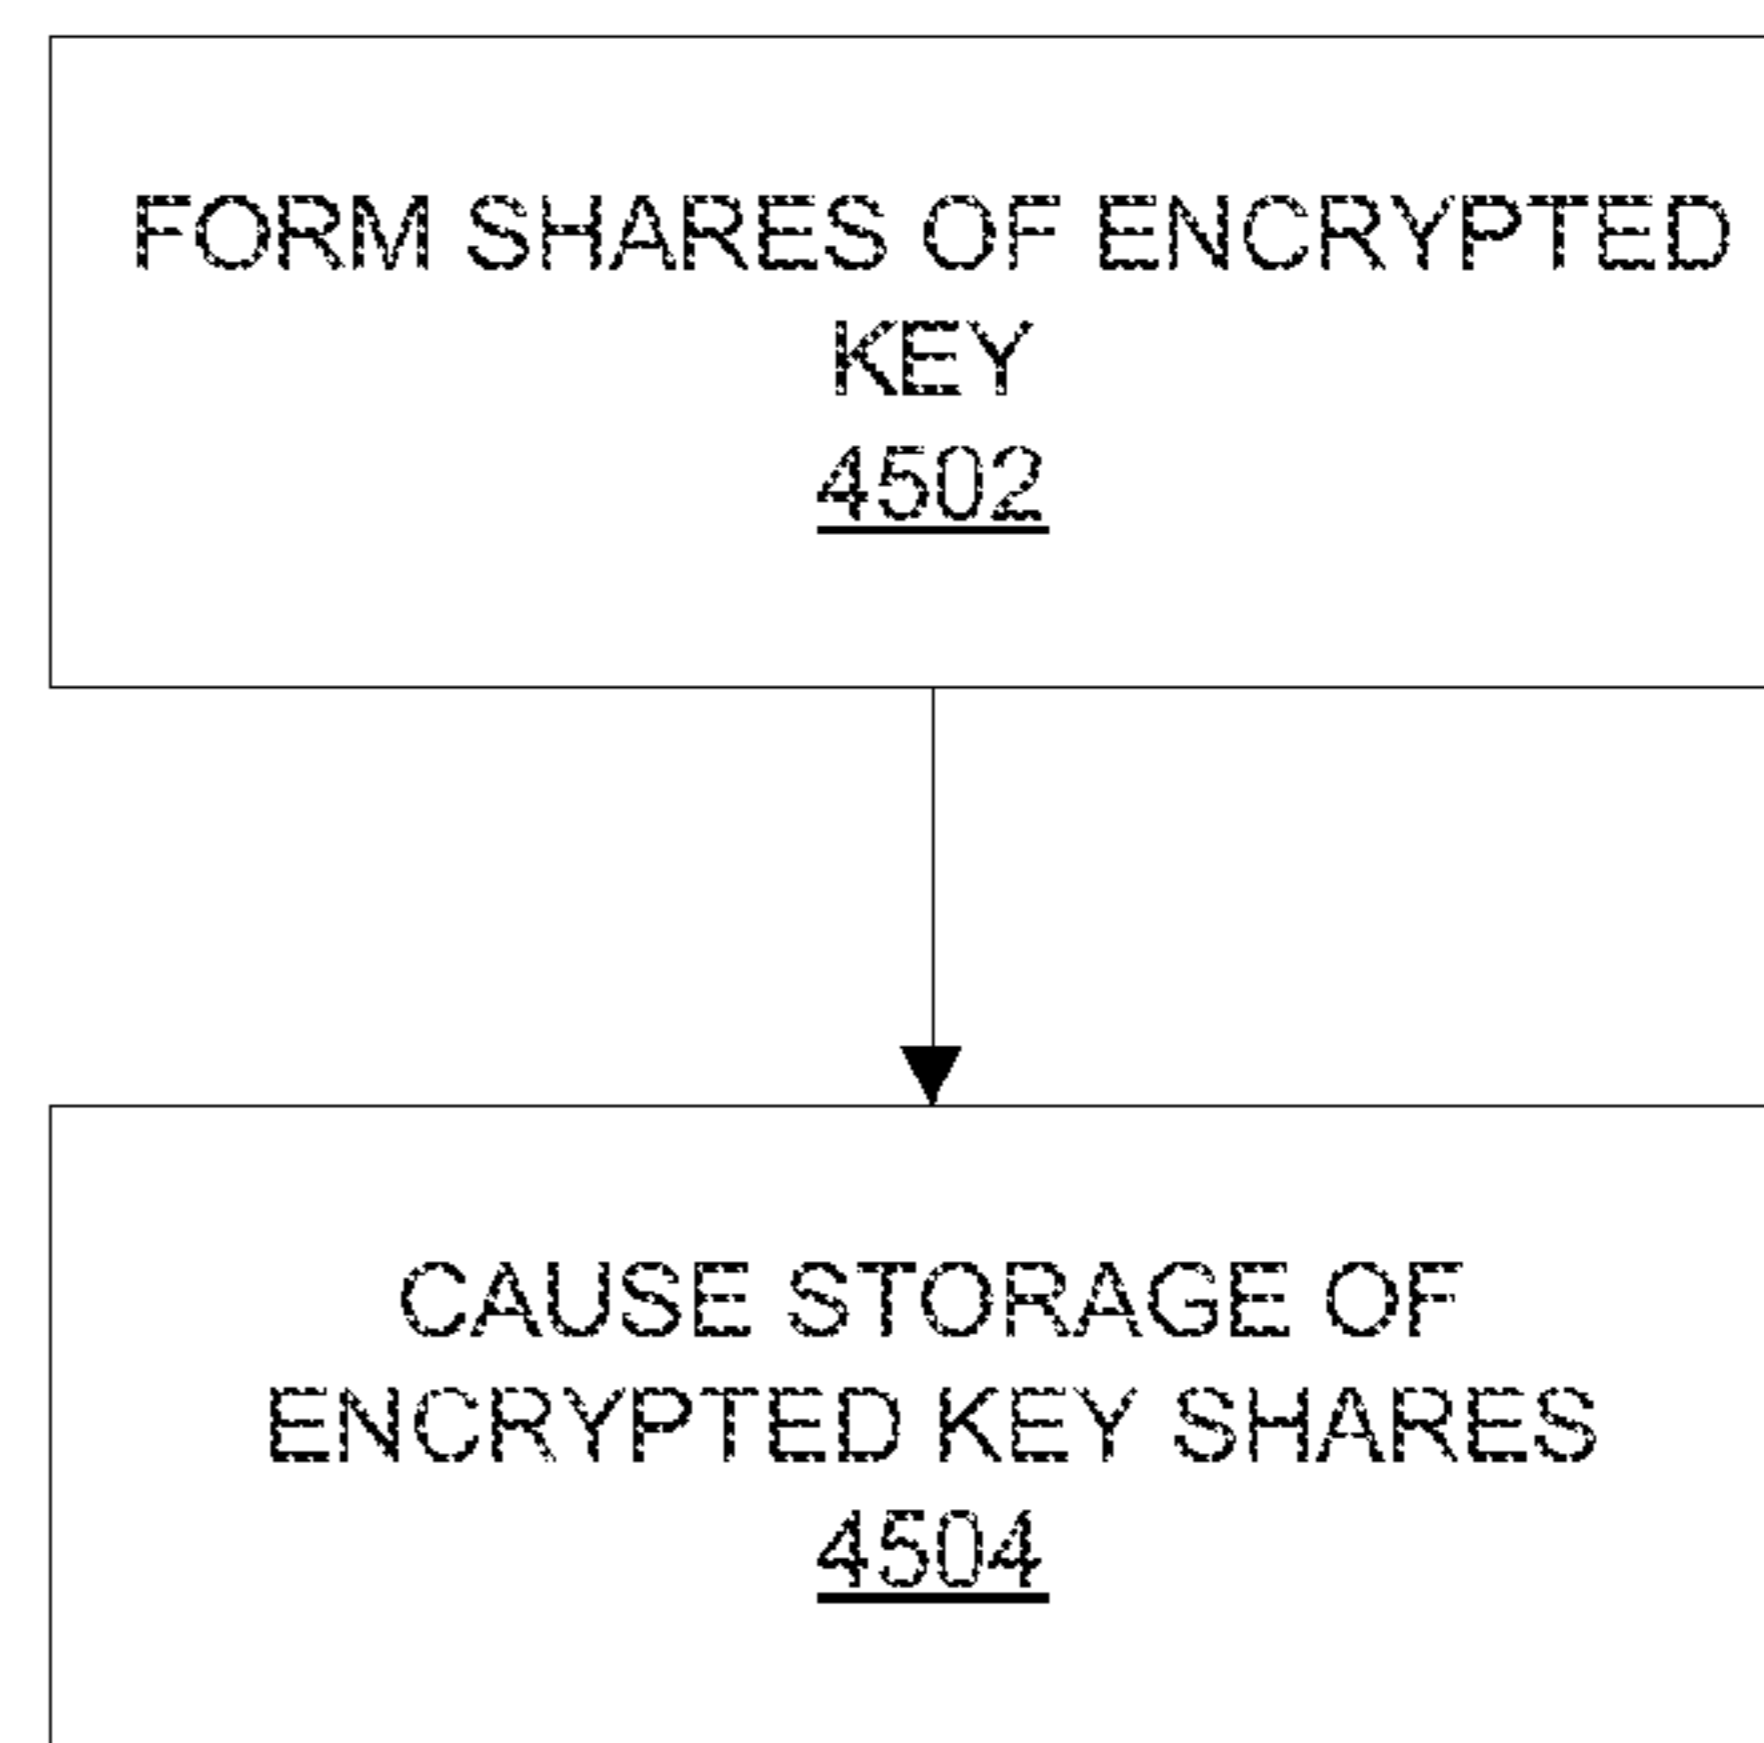 FORM SHARES OF ENCRYPTED
KEY
4502
CAUSE STORAGE OF
ENCRYPTED KEY SHARES
4504